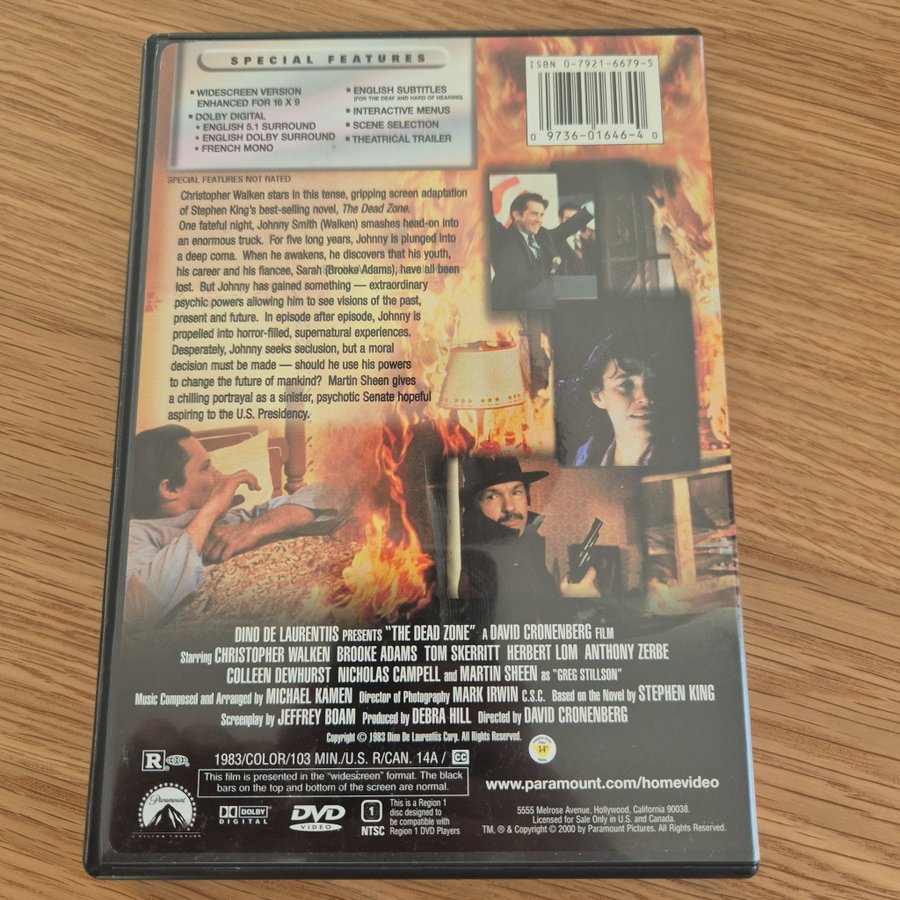 SPECIAL FEATURES
▪ WIDESCREEN VERSION
ENHANCED FOR 16 X 9
▪ DOLBY DIGITAL
• ENGLISH 5.1 SURROUND
• ENGLISH DOLBY SURROUND
• FRENCH MONO
▪ ENGLISH SUBTITLES
(FOR THE DEAF AND HARD OF HEARING)
▪ INTERACTIVE MENUS
▪ SCENE SELECTION
▪ THEATRICAL TRAILER
ISBN 0-7921-6679-5
0 9736-01646-4 0
SPECIAL FEATURES NOT RATED
Christopher Walken stars in this tense, gripping screen adaptation
of Stephen King's best-selling novel, The Dead Zone.
One fateful night, Johnny Smith (Walken) smashes head-on into
an enormous truck. For five long years, Johnny is plunged into
a deep coma. When he awakens, he discovers that his youth,
his career and his fiancee, Sarah (Brooke Adams), have all been
lost. But Johnny has gained something — extraordinary
psychic powers allowing him to see visions of the past,
present and future. In episode after episode, Johnny is
propelled into horror-filled, supernatural experiences.
Desperately, Johnny seeks seclusion, but a moral
decision must be made — should he use his powers
to change the future of mankind? Martin Sheen gives
a chilling portrayal as a sinister, psychotic Senate hopeful
aspiring to the U.S. Presidency.
DINO DE LAURENTIIS PRESENTS "THE DEAD ZONE" A DAVID CRONENBERG FILM
Starring CHRISTOPHER WALKEN BROOKE ADAMS TOM SKERRITT HERBERT LOM ANTHONY ZERBE
COLLEEN DEWHURST NICHOLAS CAMPELL AND MARTIN SHEEN AS "GREG STILLSON"
Music Composed and Arranged by MICHAEL KAMEN Director of Photography MARK IRWIN C.S.C. Based on the Novel by STEPHEN KING
Screenplay by JEFFREY BOAM Produced by DEBRA HILL Directed by DAVID CRONENBERG
Copyright © 1983 Dino De Laurentiis Corp. All Rights Reserved.
14
R
1983/COLOR/103 MIN./U.S. R/CAN. 14A / CC
This film is presented in the "widescreen" format. The black
bars on the top and bottom of the screen are normal.
www.paramount.com/homevideo
Paramount
DOLBY
DIGITAL
DVD
VIDEO
1
NTSC
This is a Region 1
disc designed to
be compatible with
Region 1 DVD Players
5555 Melrose Avenue, Hollywood, California 90038.
Licensed for Sale Only in U.S. and Canada.
TM, ® & Copyright © 2000 by Paramount Pictures. All Rights Reserved.